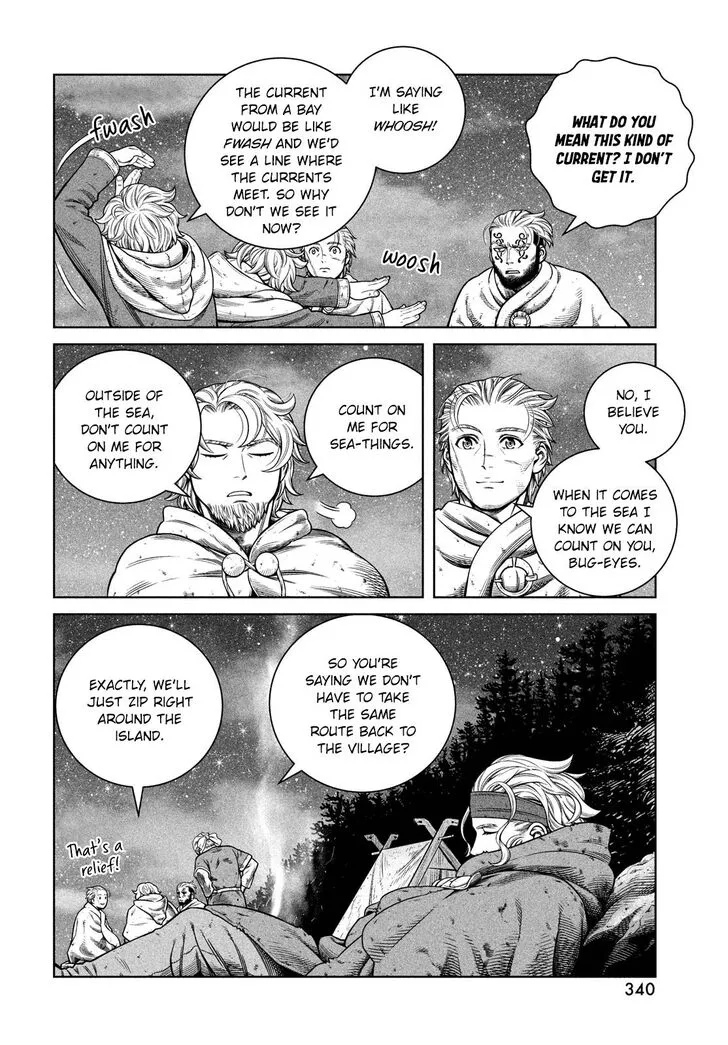 THE CURRENT
FROM A BAY
WOULD BE LIKE
FWASH AND WE'D
SEE A LINE WHERE
THE CURRENTS
MEET. SO WHY
DON'T WE SEE IT
NOW?
I'M SAYING
LIKE
WHOOSH!
WHAT DO YOU
MEAN THIS KIND OF
CURRENT? I DON'T
GET IT.
fwash
woosh
OUTSIDE OF
THE SEA,
DON'T COUNT
ON ME FOR
ANYTHING.
COUNT ON
ME FOR
SEA-THINGS.
NO, I
BELIEVE
YOU.
WHEN IT COMES
TO THE SEA I
KNOW WE CAN
COUNT ON YOU,
BUG-EYES.
EXACTLY, WE'LL
JUST ZIP RIGHT
AROUND THE
ISLAND.
SO YOU'RE
SAYING WE DON'T
HAVE TO TAKE
THE SAME
ROUTE BACK TO
THE VILLAGE?
That's a
relief!
340